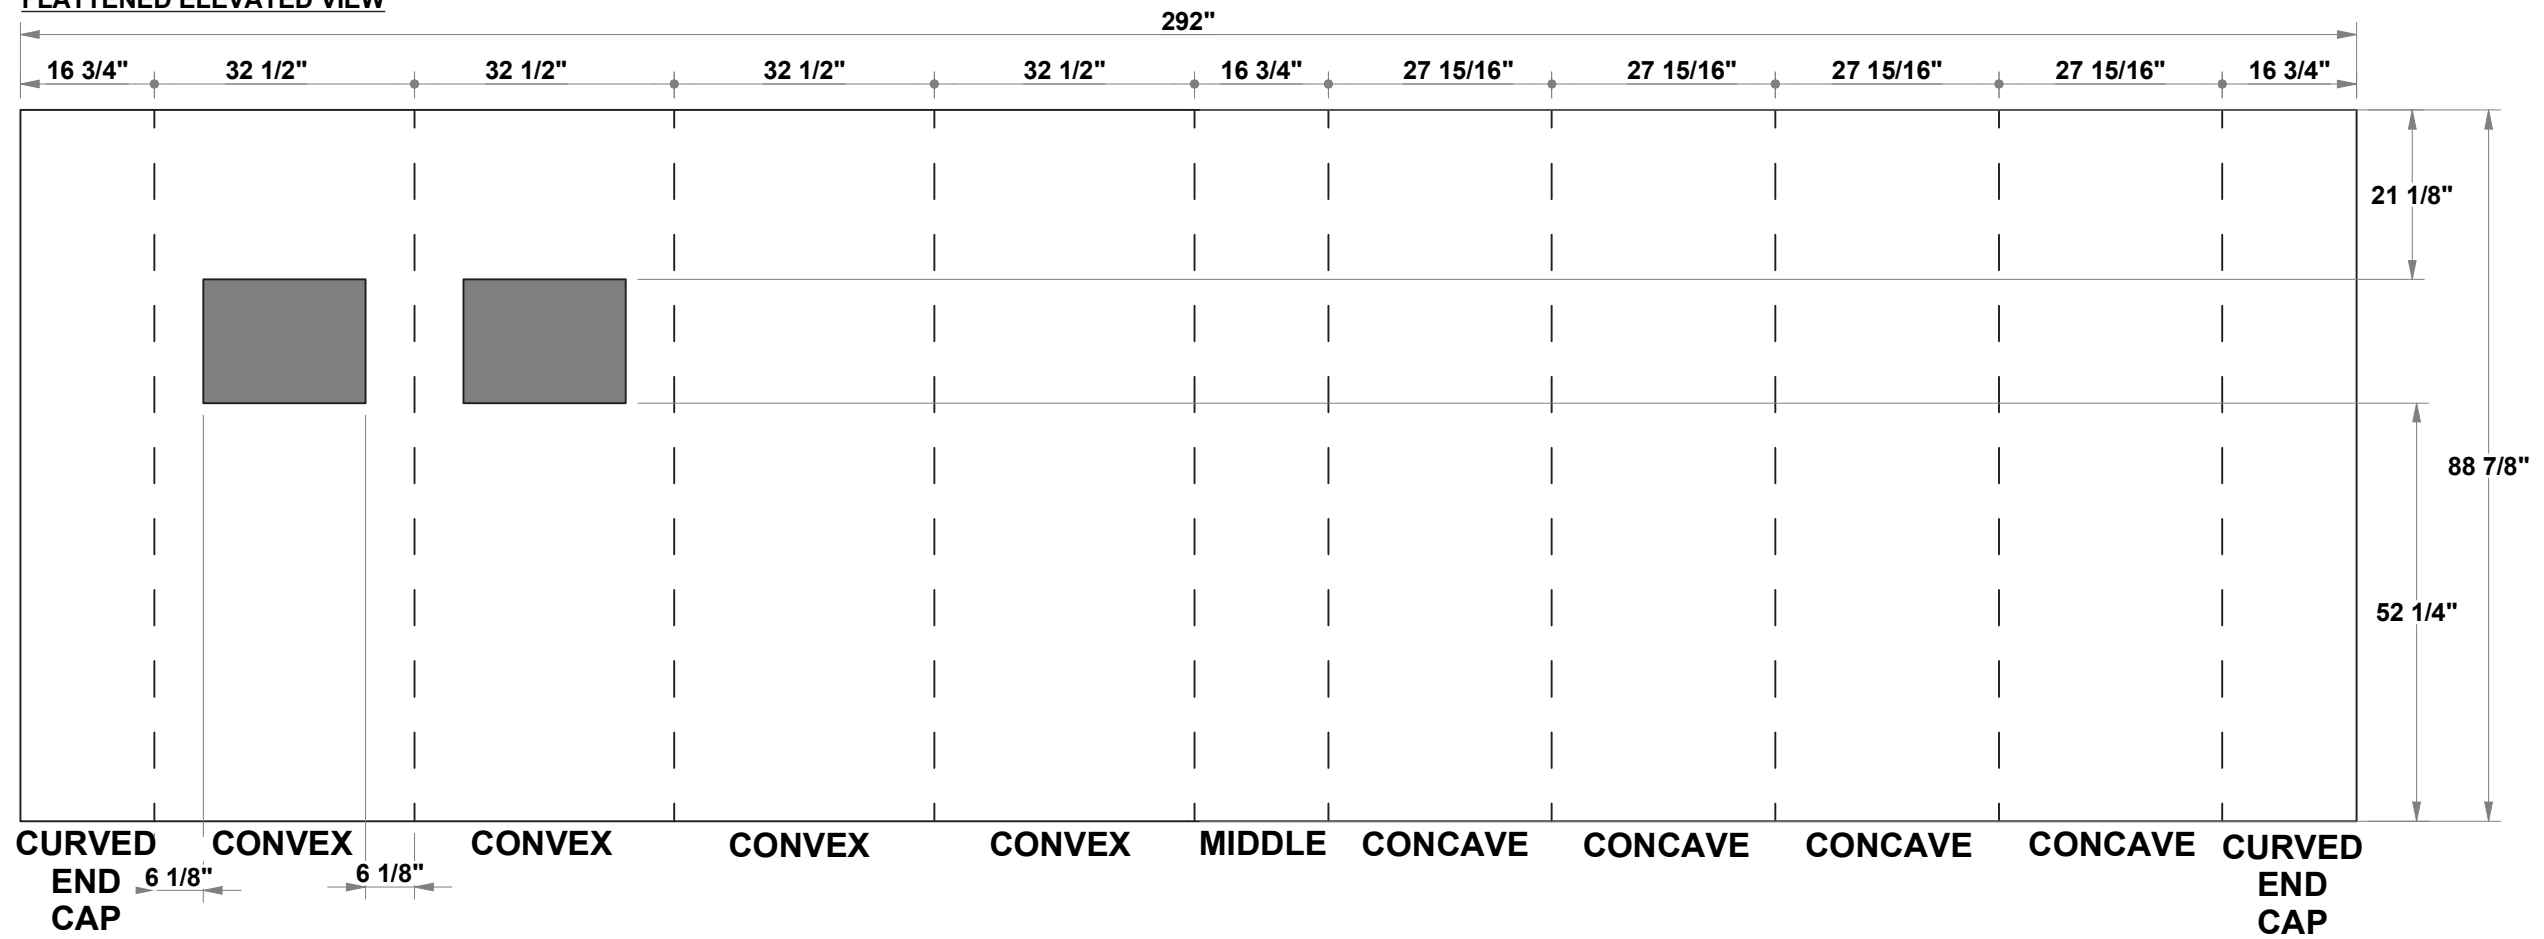 FLATTENED ELEVATED VIEW
292"
16 3/4" 32 1/2" 32 1/2" 32 1/2" 32 1/2" 16 3/4" 27 15/16" 27 15/16" 27 15/16" 27 15/16" 16 3/4"
21 1/8"
88 7/8"
52 1/4"
CURVED END CAP
CONVEX
CONVEX
CONVEX
CONVEX
MIDDLE
CONCAVE
CONCAVE
CONCAVE
CONCAVE
CURVED END CAP
6 1/8" 6 1/8"